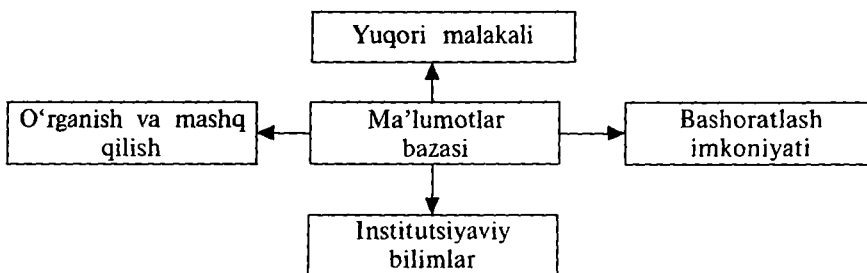 Yuqori malakali
O‘rganish va mashq
qilish
Ma’lumotlar
bazasi
Bashoratlash
imkoniyati
Institutsiyaviy
bilimlar